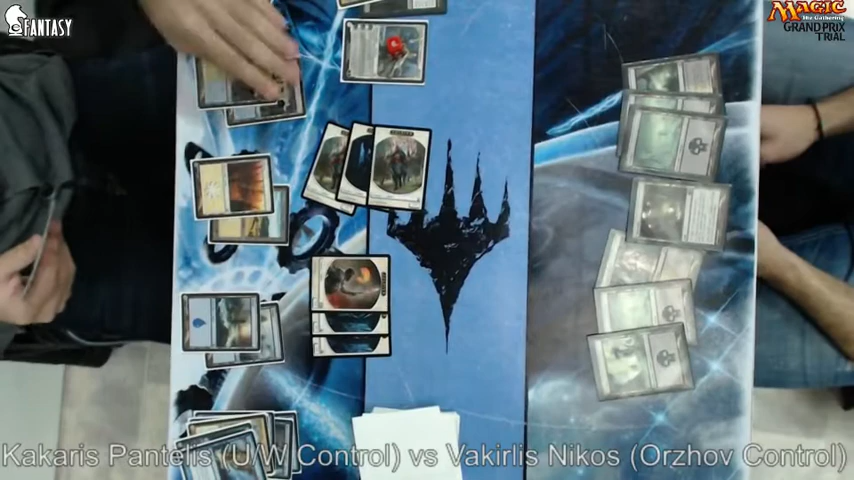 FANTASY
MAGIC
The Gathering
GRAND PRIX
TRIAL
Kakaris Pantelis (U/W Control) vs Vakirlis Nikos (Orzhov Control)